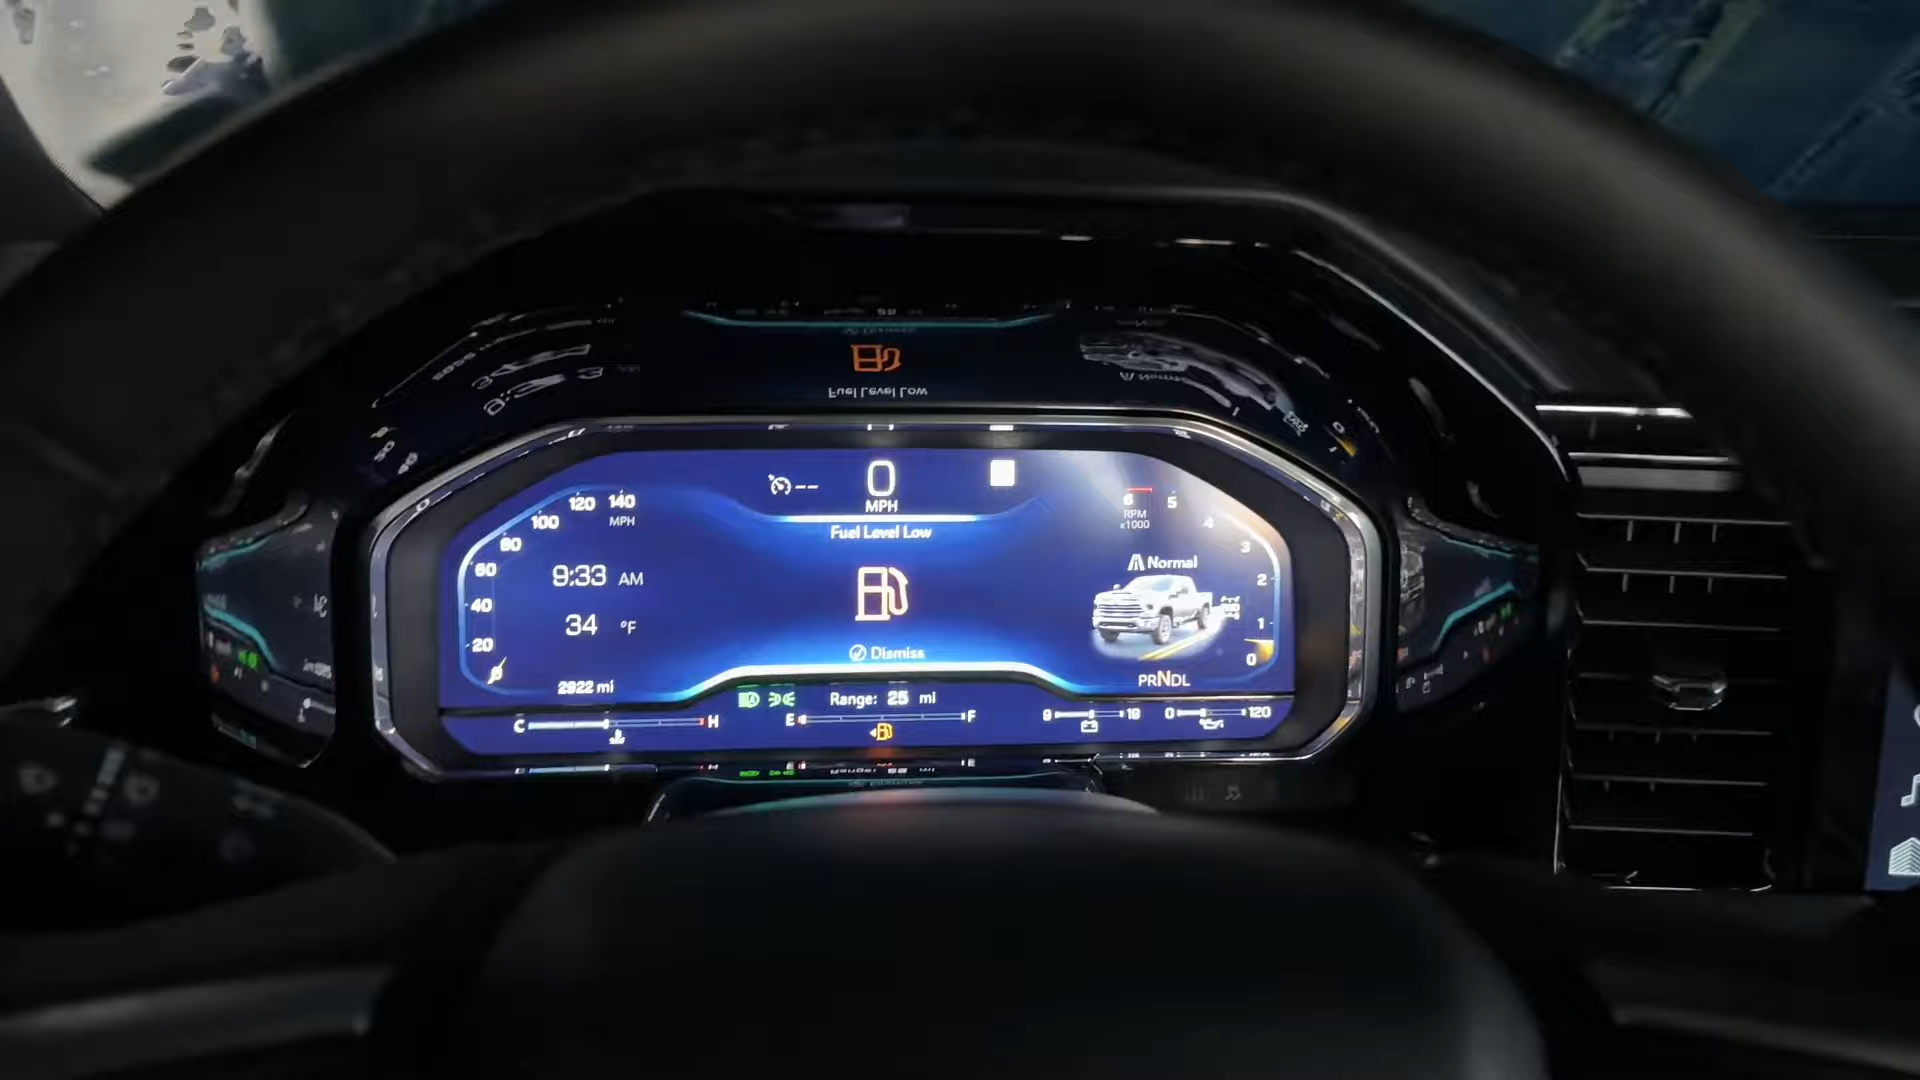 0
MPH
Fuel Level Low
Dismiss
120 140
MPH
100
80
60
40
20
0
9:33 AM
34 °F
2922 mi
6 5
RPM
x1000
4
3
2
1
0
Normal
PRNDL
Range: 25 mi
C H
E F
9 19
0 120